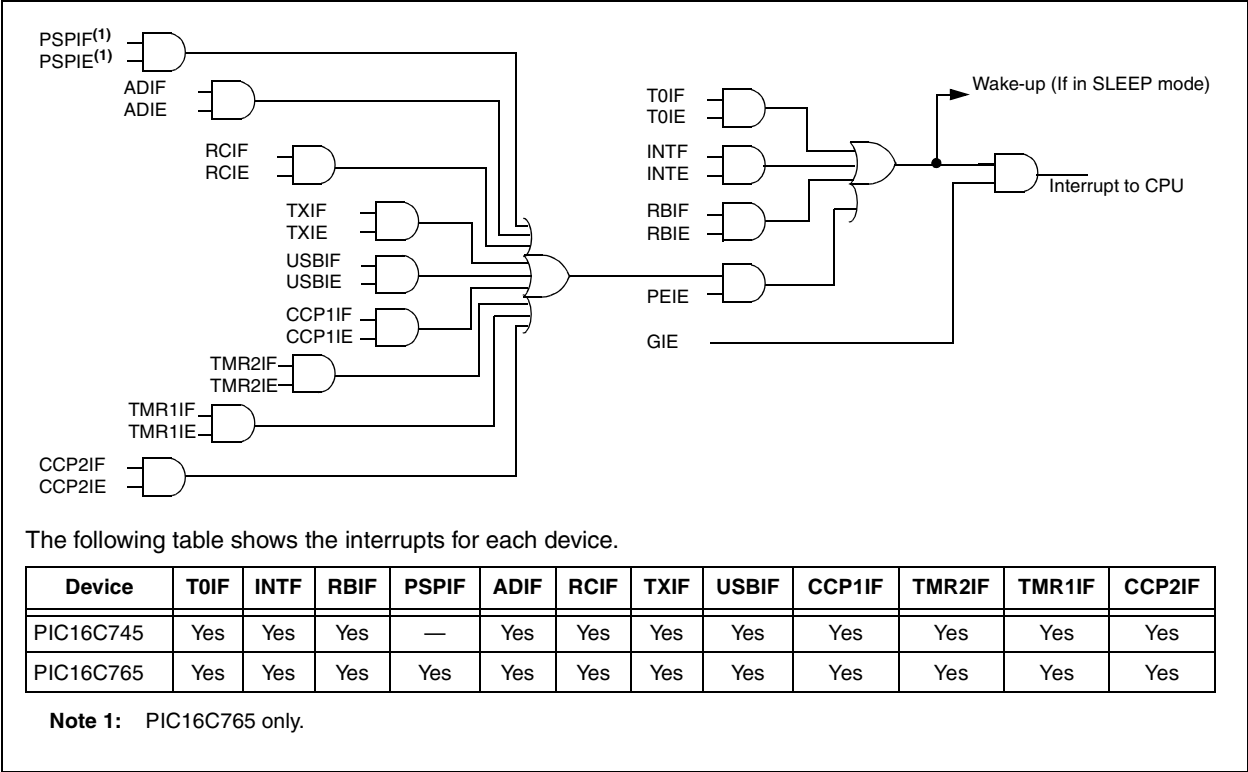 PSPIF(1)
PSPIE(1)
ADIF
ADIE
RCIF
RCIE
TXIF
TXIE
USBIF
USBIE
CCP1IF
CCP1IE
TMR2IF
TMR2IE
TMR1IF
TMR1IE
CCP2IF
CCP2IE
T0IF
T0IE
INTF
INTE
RBIF
RBIE
PEIE
GIE
Wake-up (If in SLEEP mode)
Interrupt to CPU
The following table shows the interrupts for each device.
Device T0IF INTF RBIF PSPIF ADIF RCIF TXIF USBIF CCP1IF TMR2IF TMR1IF CCP2IF
PIC16C745 Yes Yes Yes — Yes Yes Yes Yes Yes Yes Yes Yes
PIC16C765 Yes Yes Yes Yes Yes Yes Yes Yes Yes Yes Yes Yes
Note 1: PIC16C765 only.